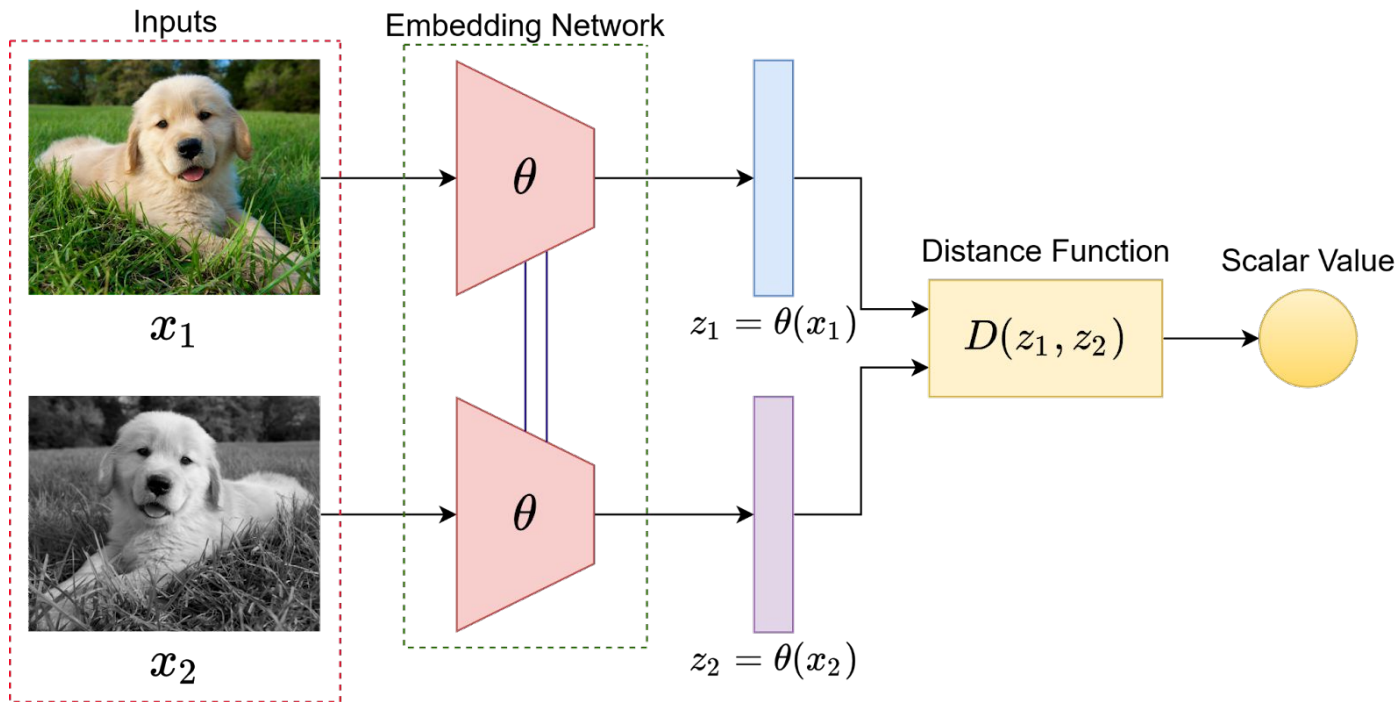 Inputs
Embedding Network
θ
x₁
z₁ = θ(x₁)
Distance Function
D(z₁, z₂)
Scalar Value
θ
x₂
z₂ = θ(x₂)